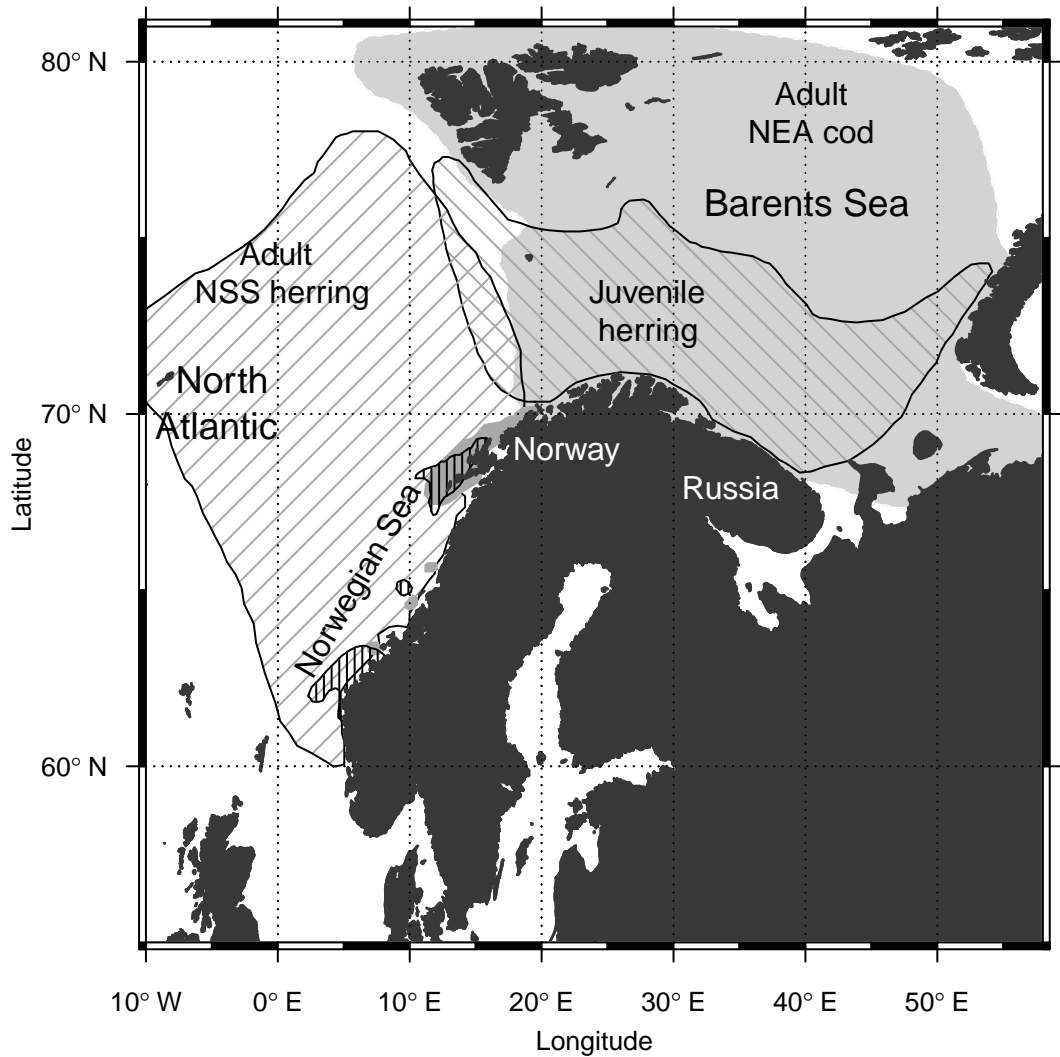 80° N
70° N
60° N
Latitude
Adult
NEA cod
Barents Sea
Adult
NSS herring
Juvenile
herring
North
Atlantic
Norway
Russia
Norwegian Sea
10° W
0° E
10° E
20° E
30° E
40° E
50° E
Longitude